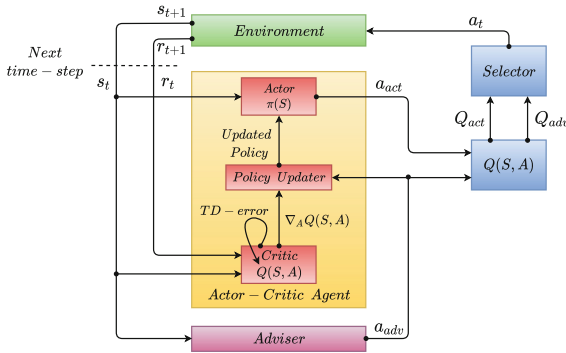 s_{t+1}
Environment
a_t
r_{t+1}
Next
time − step
s_t
r_t
Actor
π(S)
a_{act}
Selector
Q_{act}
Q_{adv}
Updated
Policy
Q(S, A)
Policy Updater
TD − error
∇_A Q(S, A)
Critic
Q(S, A)
Actor − Critic Agent
a_{adv}
Adviser